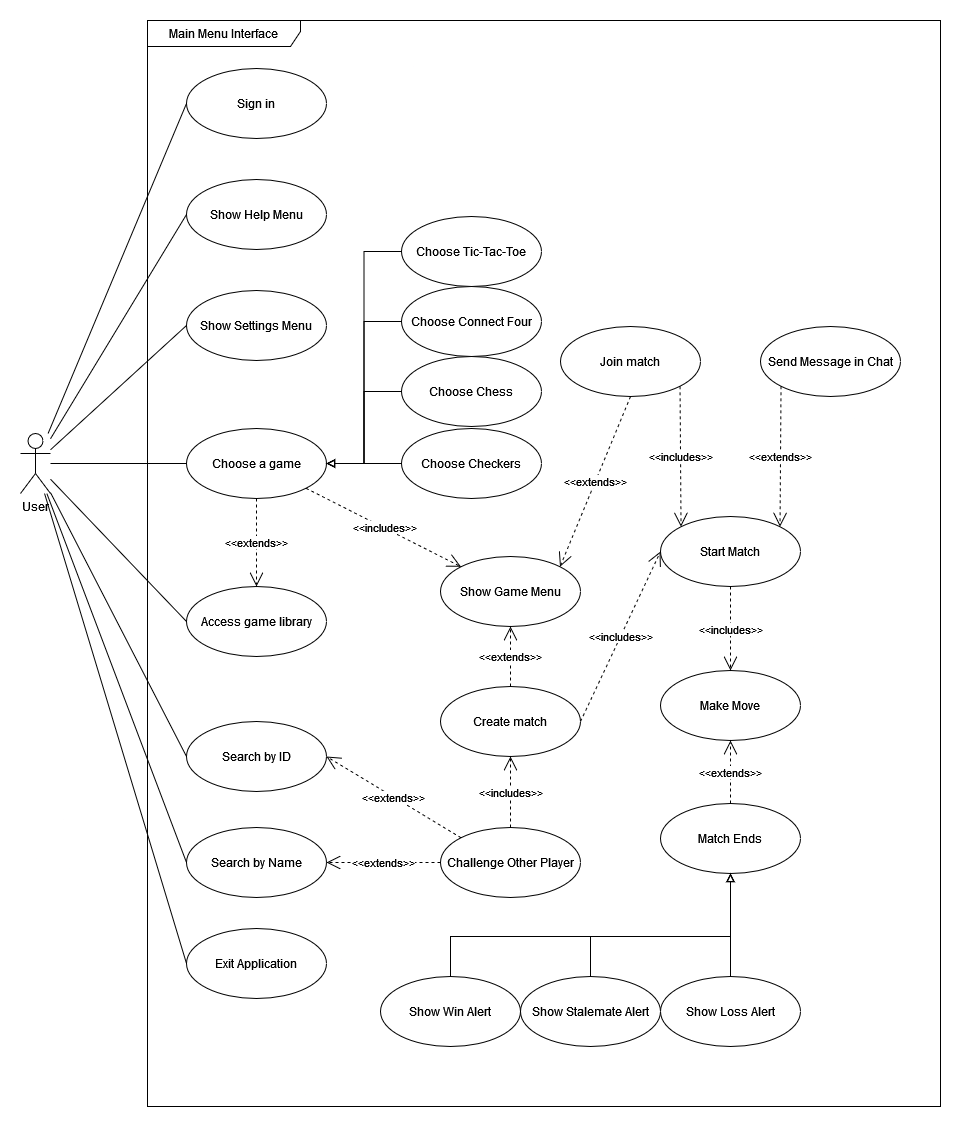 Main Menu Interface
Sign in
Show Help Menu
Choose Tic-Tac-Toe
Show Settings Menu
Choose Connect Four
Join match
Send Message in Chat
Choose Chess
Choose a game
Choose Checkers
<<includes>>
<<extends>>
<<extends>>
User
<<includes>>
<<extends>>
Start Match
Show Game Menu
Access game library
<<includes>>
<<includes>>
<<extends>>
Make Move
Create match
Search by ID
<<extends>>
<<includes>>
<<extends>>
Match Ends
Search by Name
<<extends>>
Challenge Other Player
Exit Application
Show Win Alert
Show Stalemate Alert
Show Loss Alert